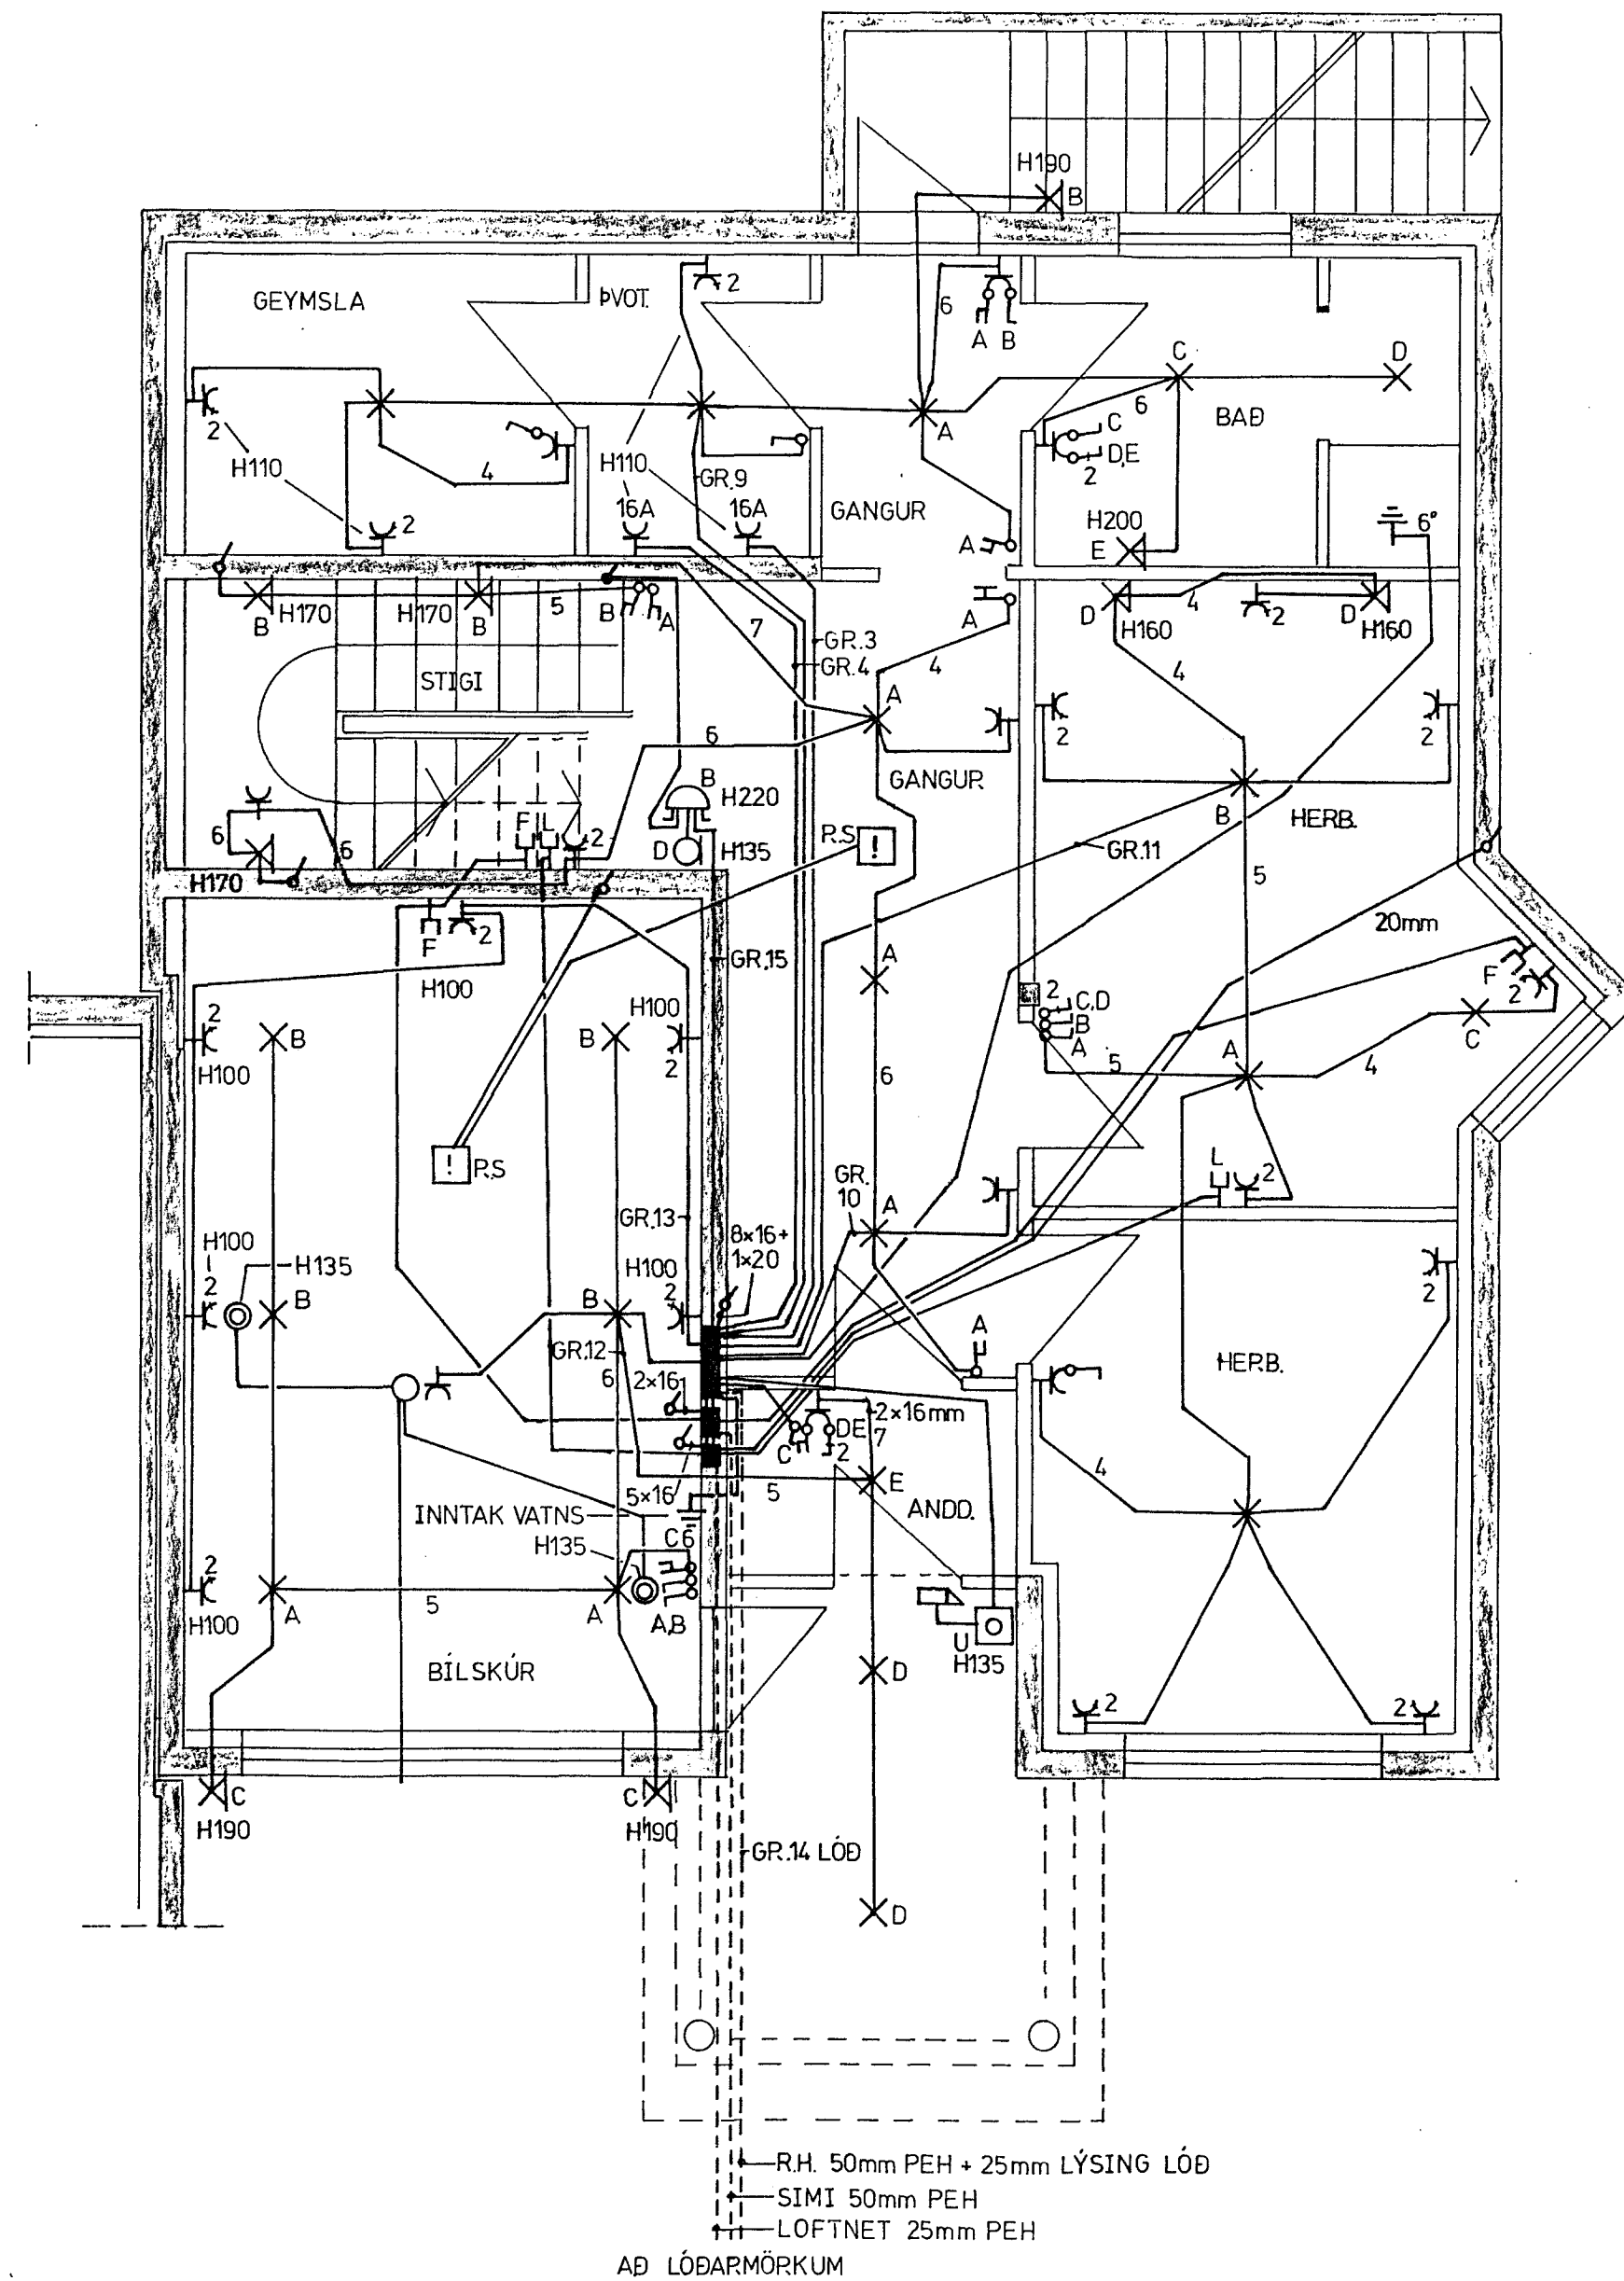 H190
B
GEYMSLA
ÞVOT.
2
6
A B
A
C
D
6
BAÐ
C
D,E
2
2
H110
4
H110
GR.9
16A
16A
GANGUR
2
A
H200
E
6°
B
H170
H170
B
5
B
A
7
GR.3
GR.4
A
4
D
H160
4
2
D
H160
STIGI
A
4
2
2
6
GANGUR
B
H220
B
HERB.
F
L
2
D
H135
R.S
!
GR.11
6
6
5
H170
20mm
F
2
H100
GR.15
A
F
2
C
2
C,D
B
A
2
B
B
H100
2
H100
6
5
A
4
!
R.S
L
2
GR.
10
A
GR.13
8×16+
1×20
H100
2
H135
B
H100
2
B
2
A
GR.12
6
2×16
HERB.
2×16mm
C
DE
2
7
4
5×16
5
E
INNTAK VATNS
ANDD.
H135
C6
2
A
5
A
A,B
H100
U
H135
BÍLSKÚR
D
2
2
C
H190
C
H190
GR.14 LÓÐ
D
R.H. 50mm PEH + 25mm LÝSING LÓÐ
SIMI 50mm PEH
LOFTNET 25mm PEH
AÐ LÓÐARMÖRKUM